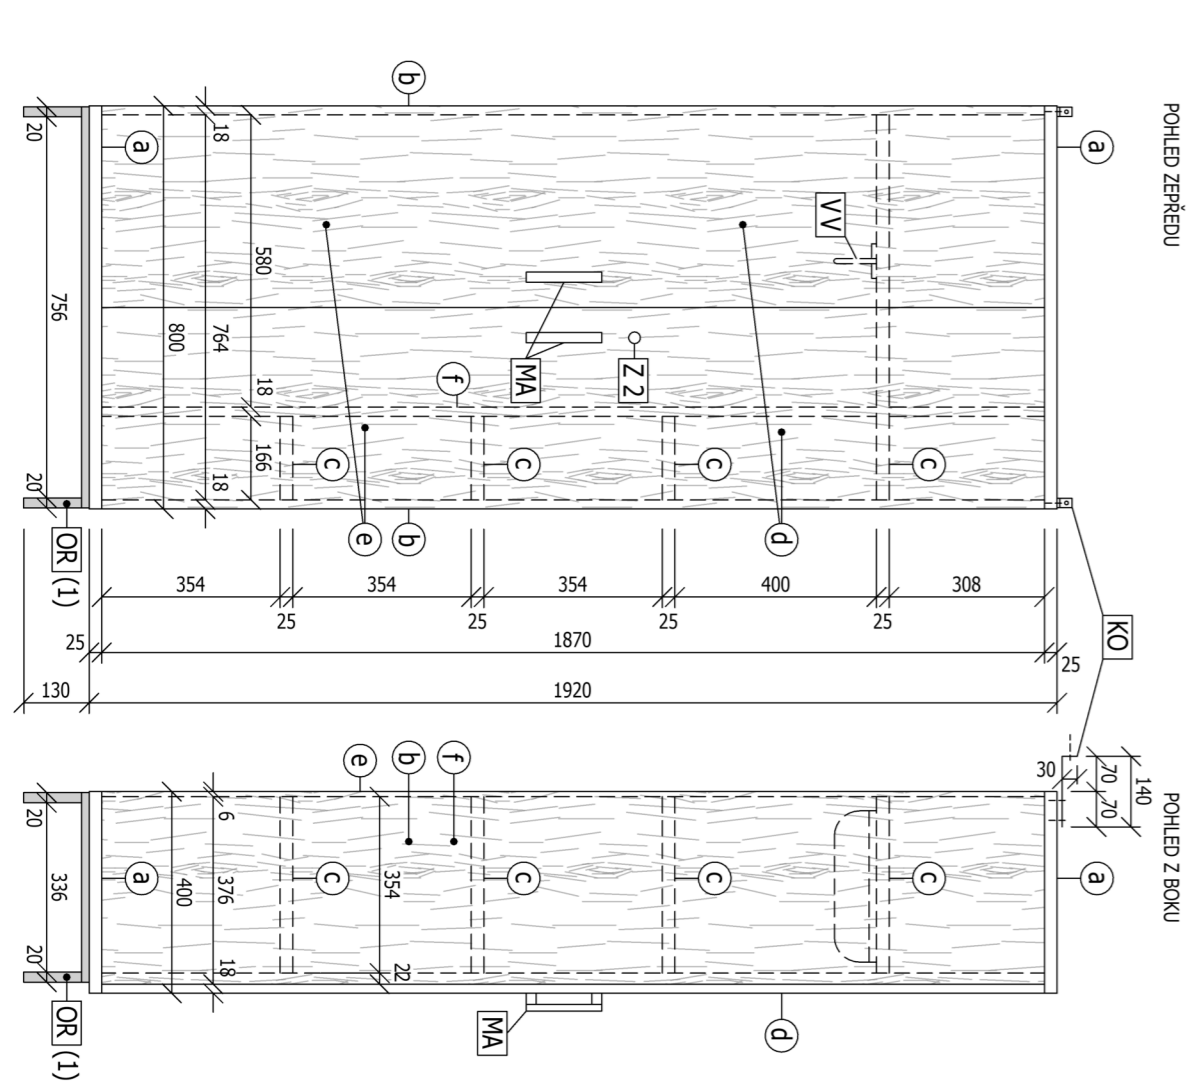 POHLED ZEPŘEDU
b
a
a
18
20
V V
580
756
800
764
18
f
MA
Z 2
166
18
20
c
c
c
c
OR (1)
e
b
d
354
354
354
400
308
25
25
25
25
25
1870
25
KO
130
1920
POHLED Z BOKU
e
b
f
30
70
70
140
6
20
a
c
c
c
c
a
336
400
376
354
20
18
22
OR (1)
MA
d